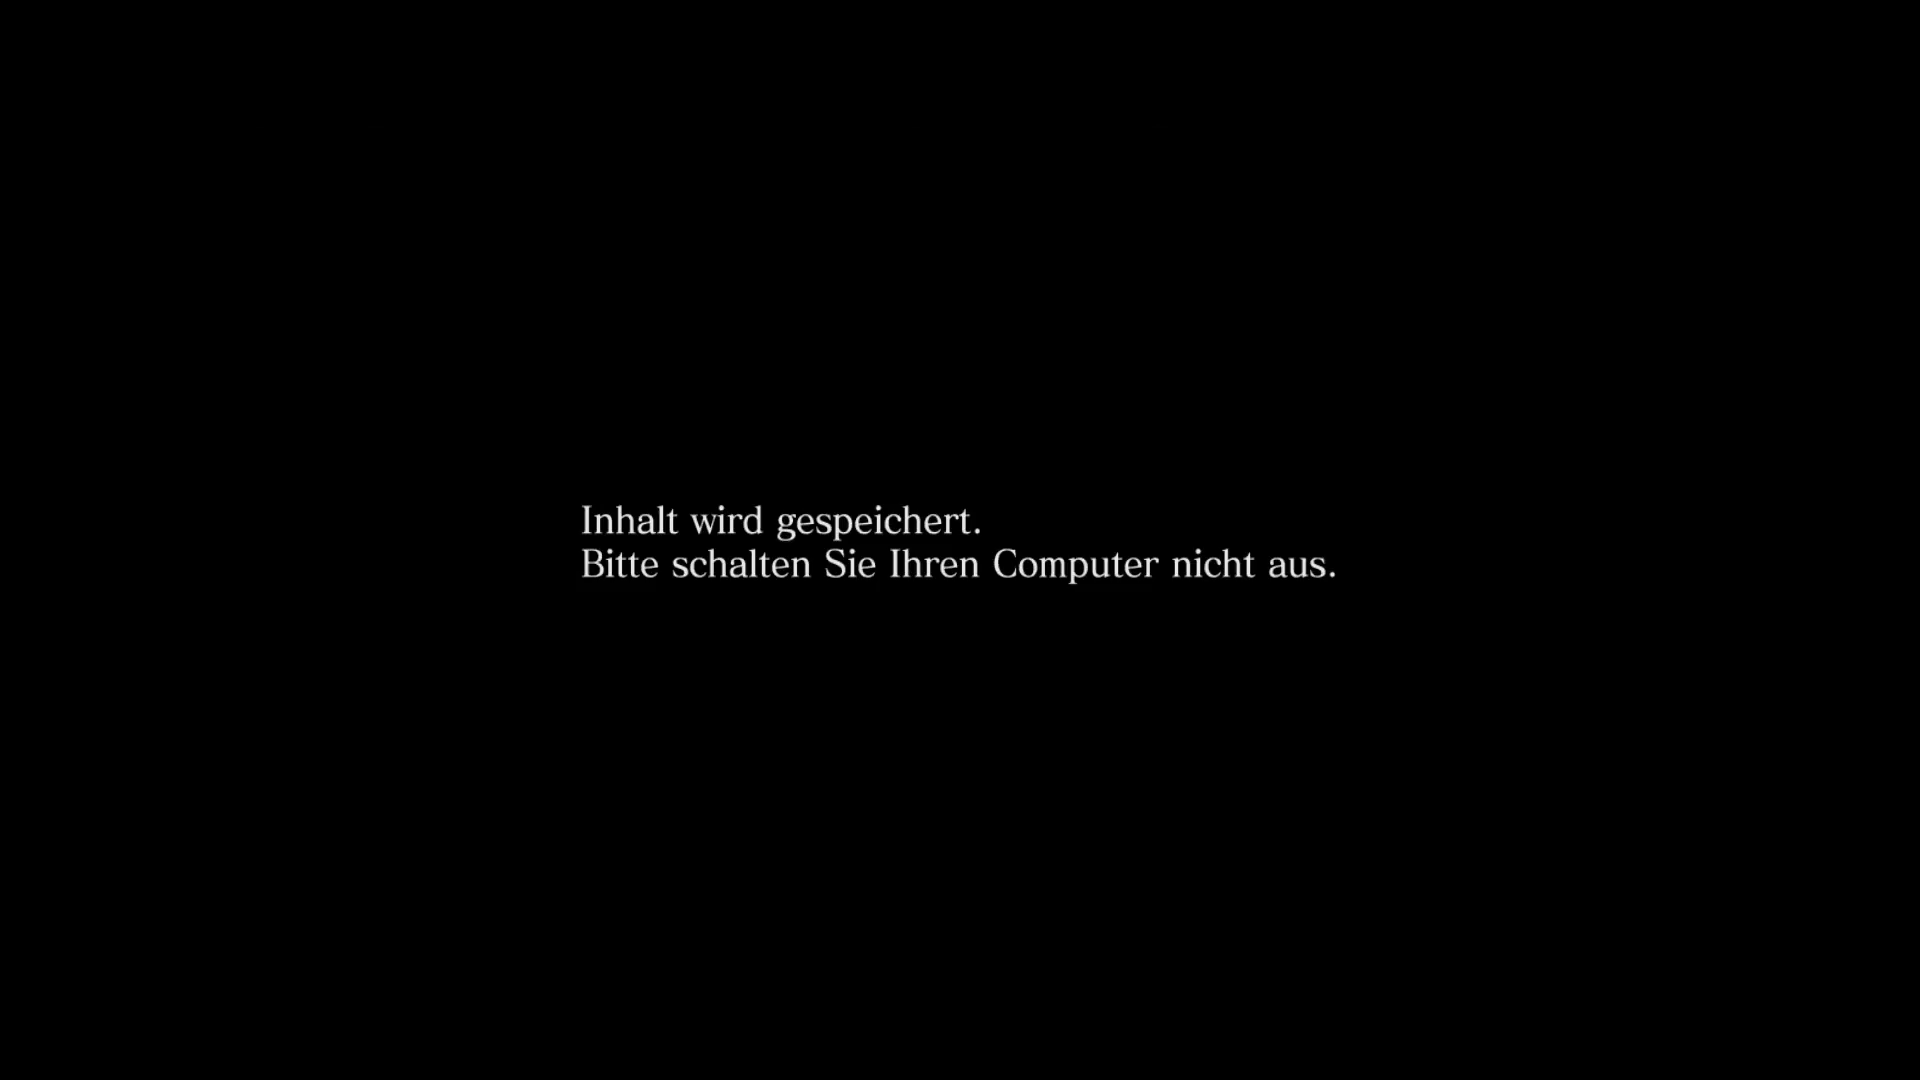 Inhalt wird gespeichert.
Bitte schalten Sie Ihren Computer nicht aus.